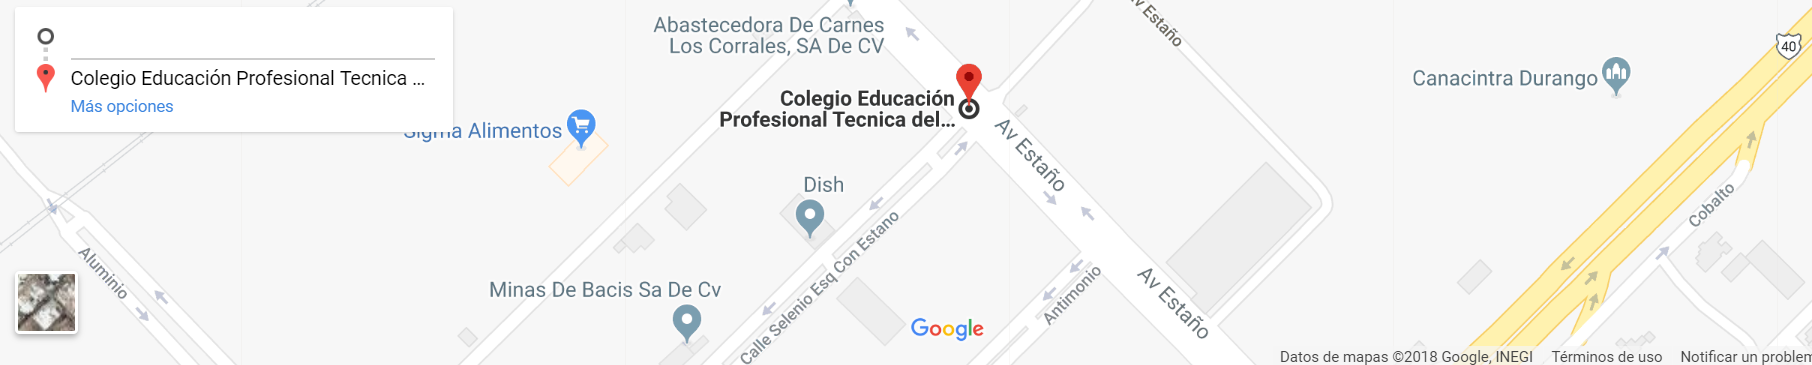 Colegio Educación Profesional Tecnica ...
Más opciones
Abastecedora De Carnes
Los Corrales, SA De CV
Av Estaño
40
Canacintra Durango
Sigma Alimentos
Colegio Educación
Profesional Tecnica del...
Av Estaño
Dish
Cobalto
Aluminio
Calle Selenio Esq Con Estano
Antimonio
Av Estaño
Minas De Bacis Sa De Cv
Google
Datos de mapas ©2018 Google, INEGI
Términos de uso
Notificar un problem